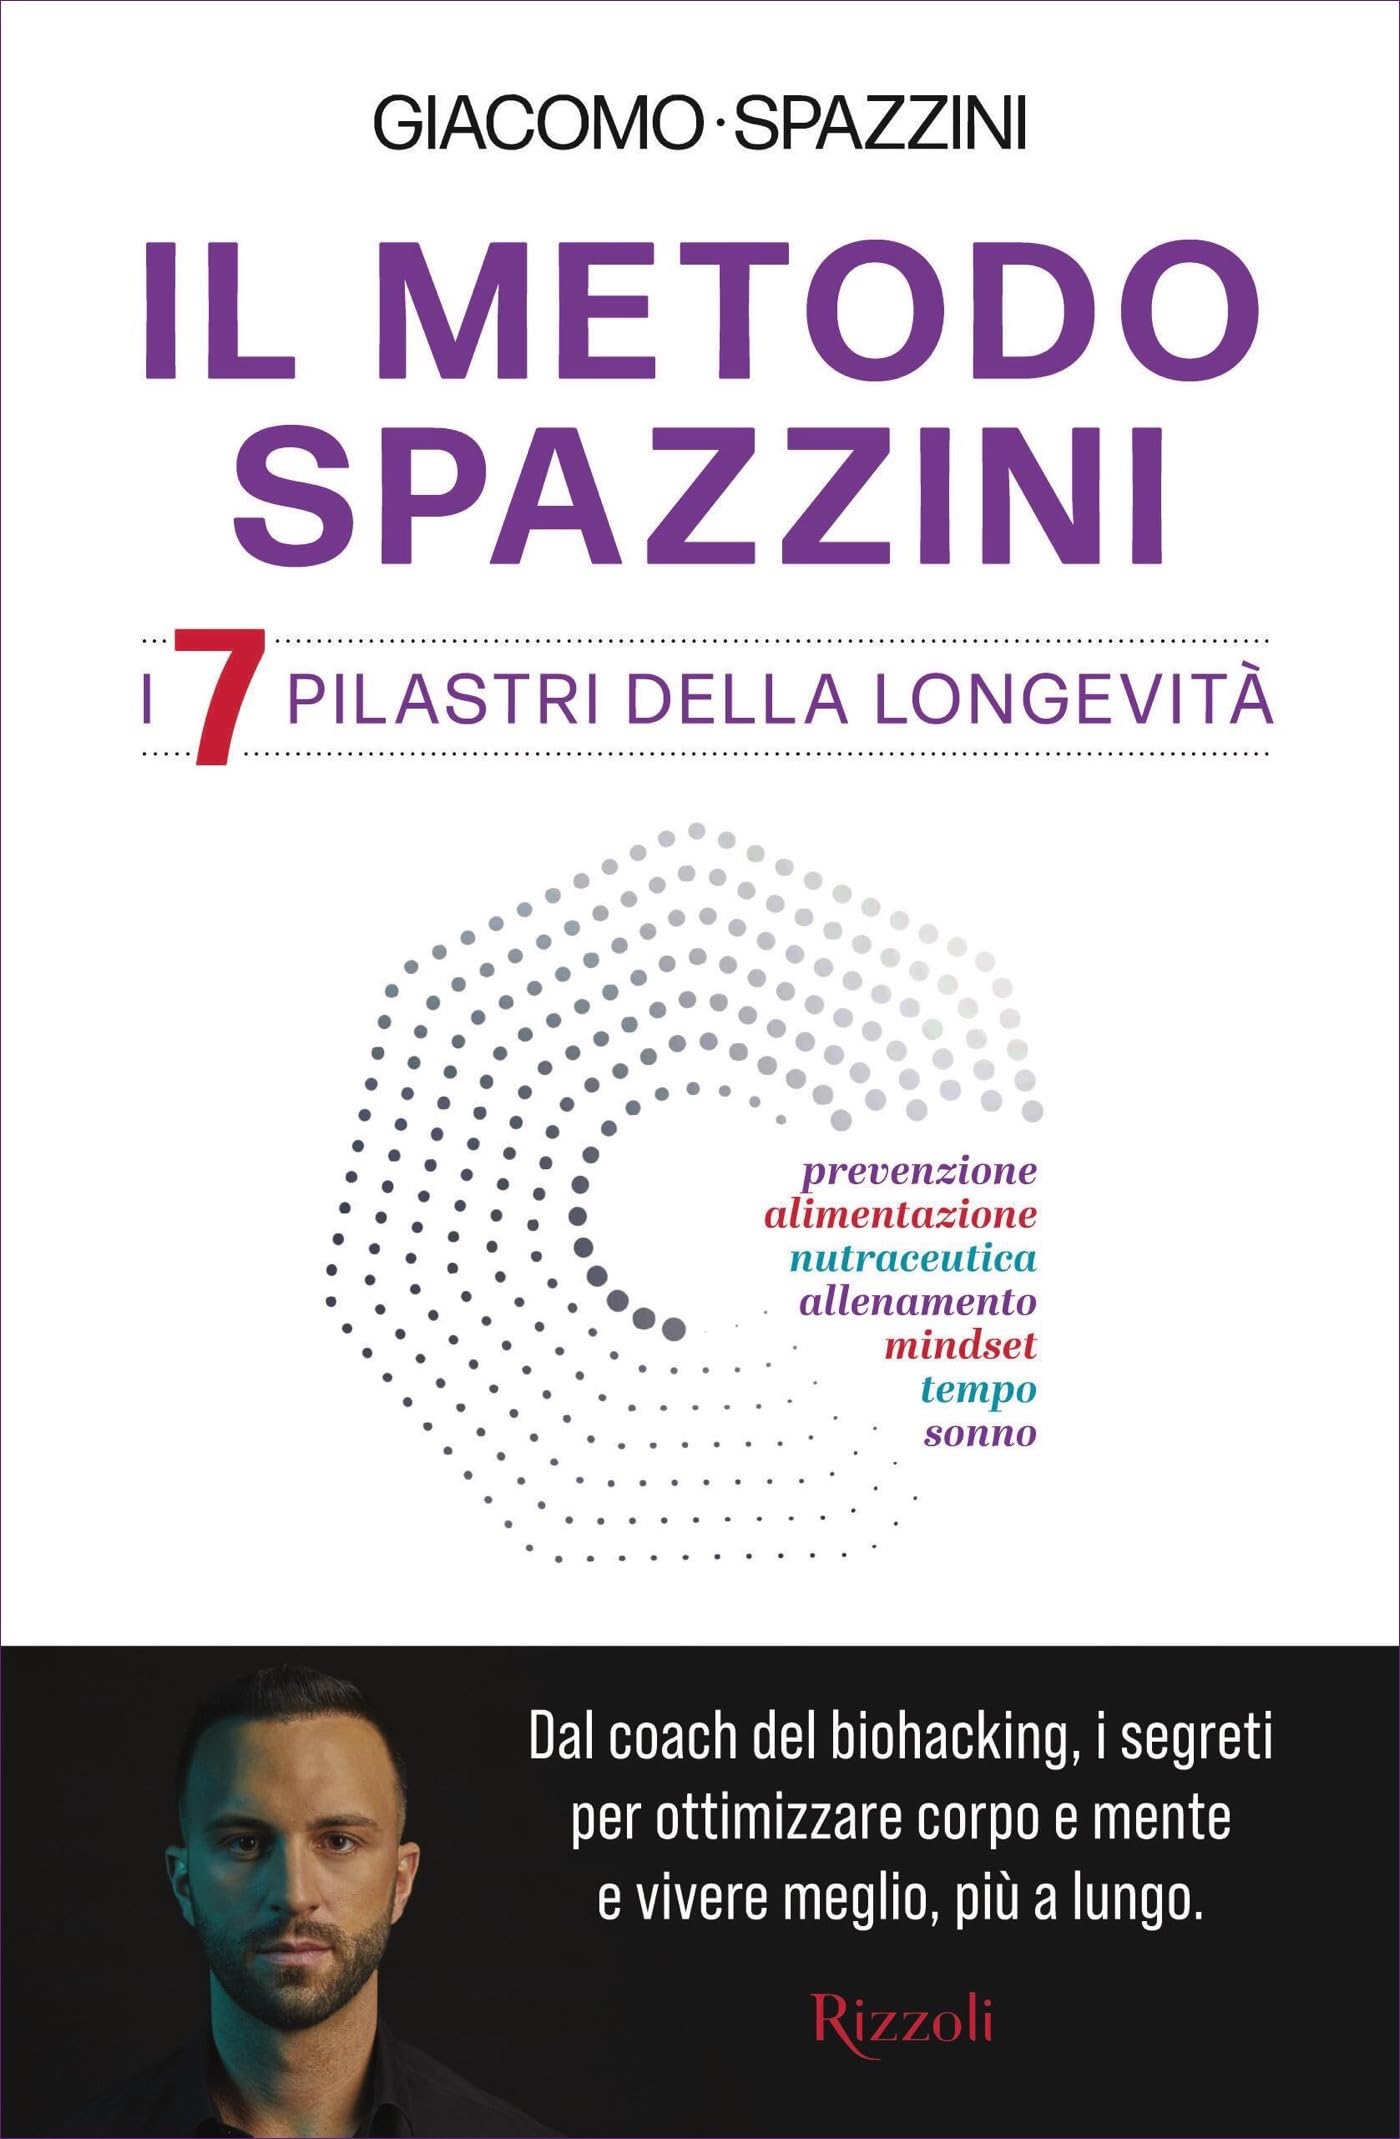 GIACOMO · SPAZZINI
IL METODO
SPAZZINI
I 7 PILASTRI DELLA LONGEVITÀ
prevenzione
alimentazione
nutraceutica
allenamento
mindset
tempo
sonno
Dal coach del biohacking, i segreti
per ottimizzare corpo e mente
e vivere meglio, più a lungo.
Rizzoli